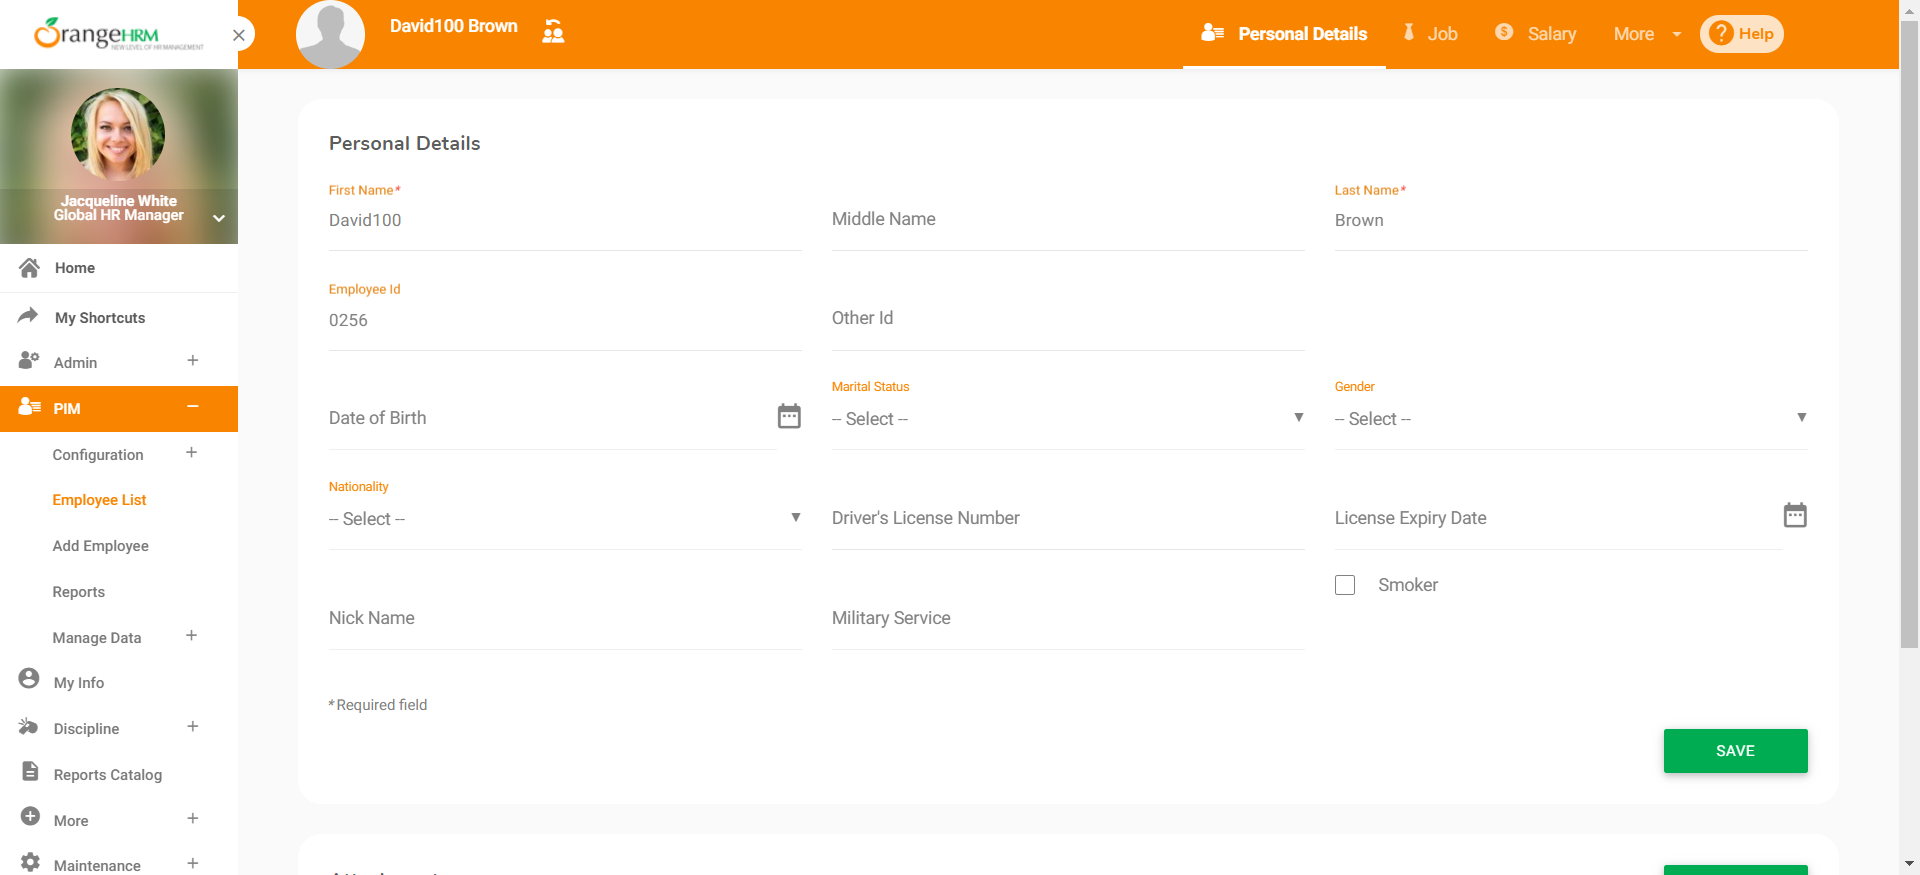 OrangeHRM
NEW LEVEL OF HR MANAGEMENT
David100 Brown
Personal Details
Job
Salary
More
Help
Jacqueline White
Global HR Manager
Home
My Shortcuts
Admin
PIM
Configuration
Employee List
Add Employee
Reports
Manage Data
My Info
Discipline
Reports Catalog
More
Maintenance
Personal Details
First Name*
David100
Middle Name
Last Name*
Brown
Employee Id
0256
Other Id
Date of Birth
Marital Status
-- Select --
Gender
-- Select --
Nationality
-- Select --
Driver's License Number
License Expiry Date
Nick Name
Military Service
Smoker
* Required field
SAVE